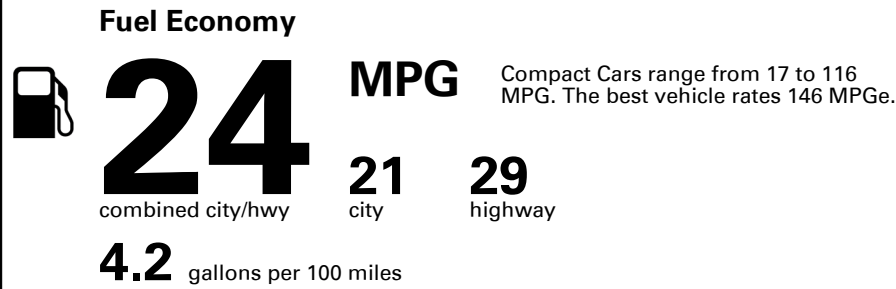 Fuel Economy
24 MPG
Compact Cars range from 17 to 116
MPG. The best vehicle rates 146 MPGe.
combined city/hwy
21
city
29
highway
4.2 gallons per 100 miles